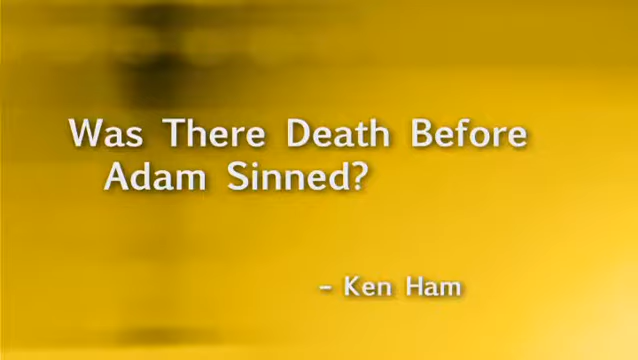 Was There Death Before
Adam Sinned?
– Ken Ham